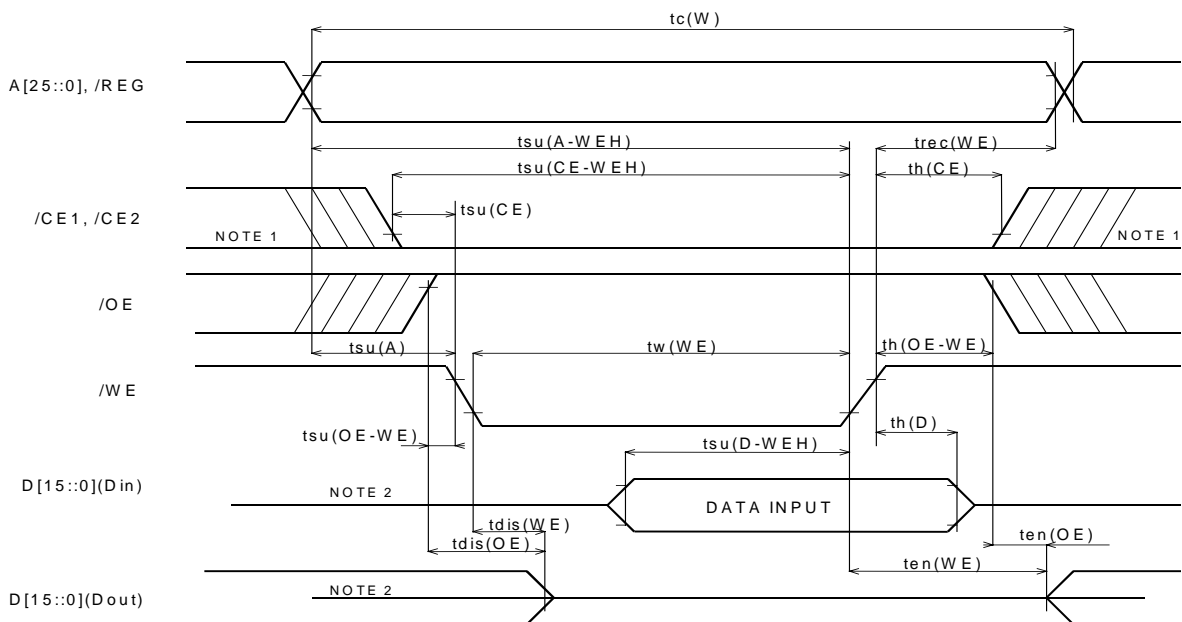 tc(W)
A[25::0], /REG
tsu(A-WEH)
trec(WE)
tsu(CE-WEH)
th(CE)
/CE1, /CE2
tsu(CE)
NOTE 1
NOTE 1
/OE
tsu(A)
tw(WE)
th(OE-WE)
/WE
tsu(OE-WE)
tsu(D-WEH)
th(D)
D[15::0](Din)
NOTE 2
DATA INPUT
tdis(WE)
tdis(OE)
ten(OE)
ten(WE)
D[15::0](Dout)
NOTE 2